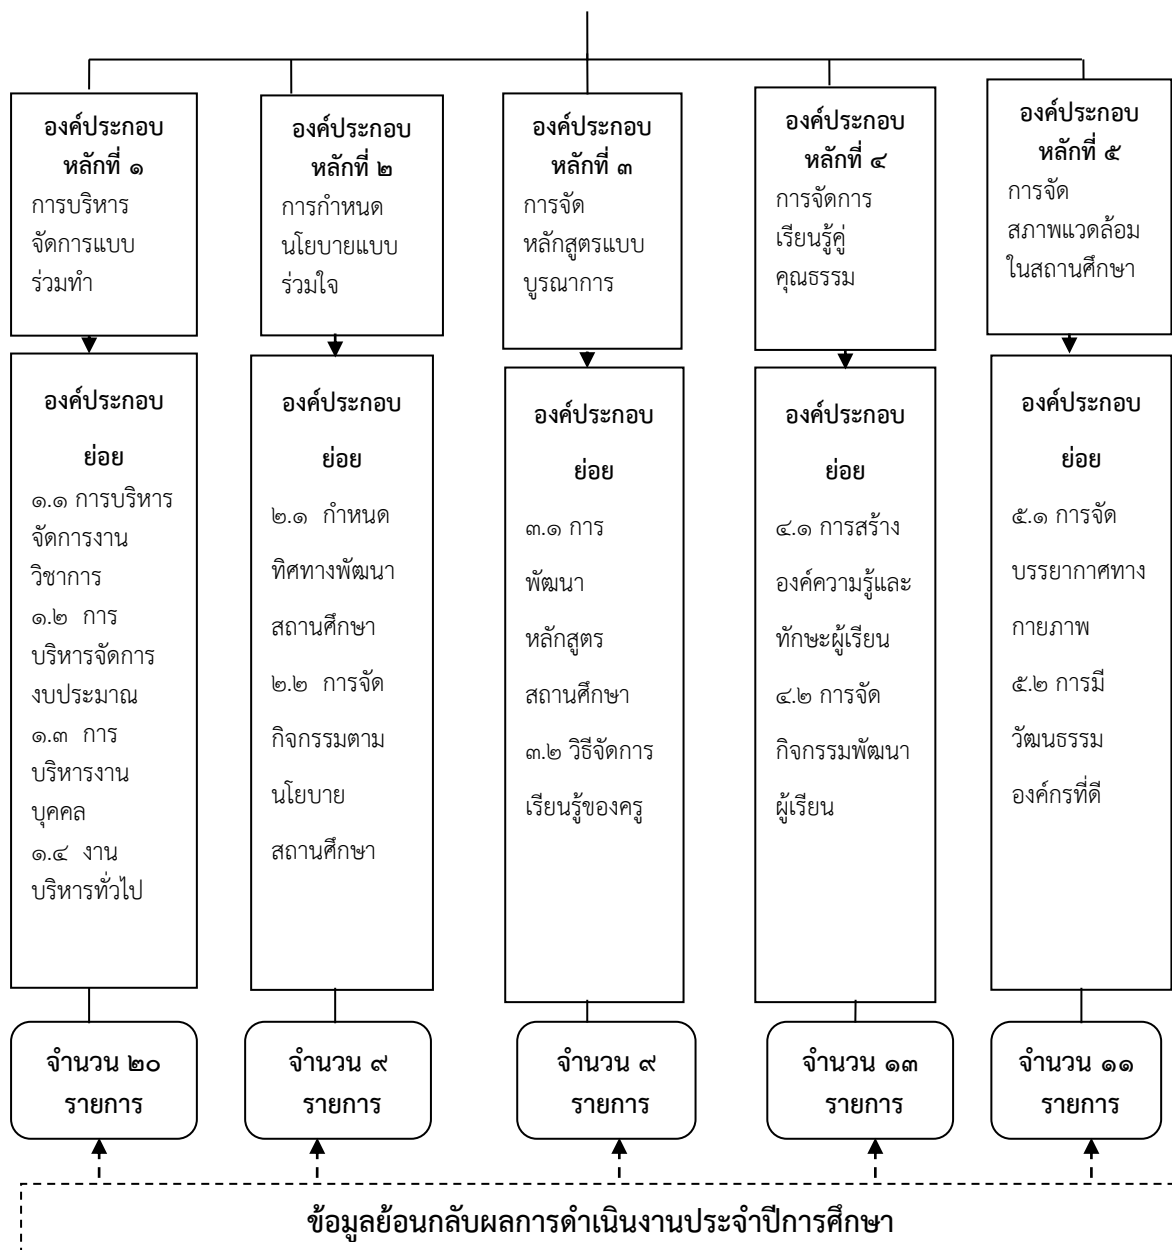 องค์ประกอบ
หลักที่ ๑
การบริหาร
จัดการแบบ
ร่วมทำ
องค์ประกอบ
หลักที่ ๒
การกำหนด
นโยบายแบบ
ร่วมใจ
องค์ประกอบ
หลักที่ ๓
การจัด
หลักสูตรแบบ
บูรณาการ
องค์ประกอบ
หลักที่ ๔
การจัดการ
เรียนรู้คู่
คุณธรรม
องค์ประกอบ
หลักที่ ๕
การจัด
สภาพแวดล้อม
ในสถานศึกษา
องค์ประกอบ
ย่อย
๑.๑ การบริหาร
จัดการงาน
วิชาการ
๑.๒ การ
บริหารจัดการ
งบประมาณ
๑.๓ การ
บริหารงาน
บุคคล
๑.๔ งาน
บริหารทั่วไป
องค์ประกอบ
ย่อย
๒.๑ กำหนด
ทิศทางพัฒนา
สถานศึกษา
๒.๒ การจัด
กิจกรรมตาม
นโยบาย
สถานศึกษา
องค์ประกอบ
ย่อย
๓.๑ การ
พัฒนา
หลักสูตร
สถานศึกษา
๓.๒ วิธีจัดการ
เรียนรู้ของครู
องค์ประกอบ
ย่อย
๔.๑ การสร้าง
องค์ความรู้และ
ทักษะผู้เรียน
๔.๒ การจัด
กิจกรรมพัฒนา
ผู้เรียน
องค์ประกอบ
ย่อย
๕.๑ การจัด
บรรยากาศทาง
กายภาพ
๕.๒ การมี
วัฒนธรรม
องค์กรที่ดี
จำนวน ๒๐
รายการ
จำนวน ๙
รายการ
จำนวน ๙
รายการ
จำนวน ๑๓
รายการ
จำนวน ๑๑
รายการ
ข้อมูลย้อนกลับผลการดำเนินงานประจำปีการศึกษา